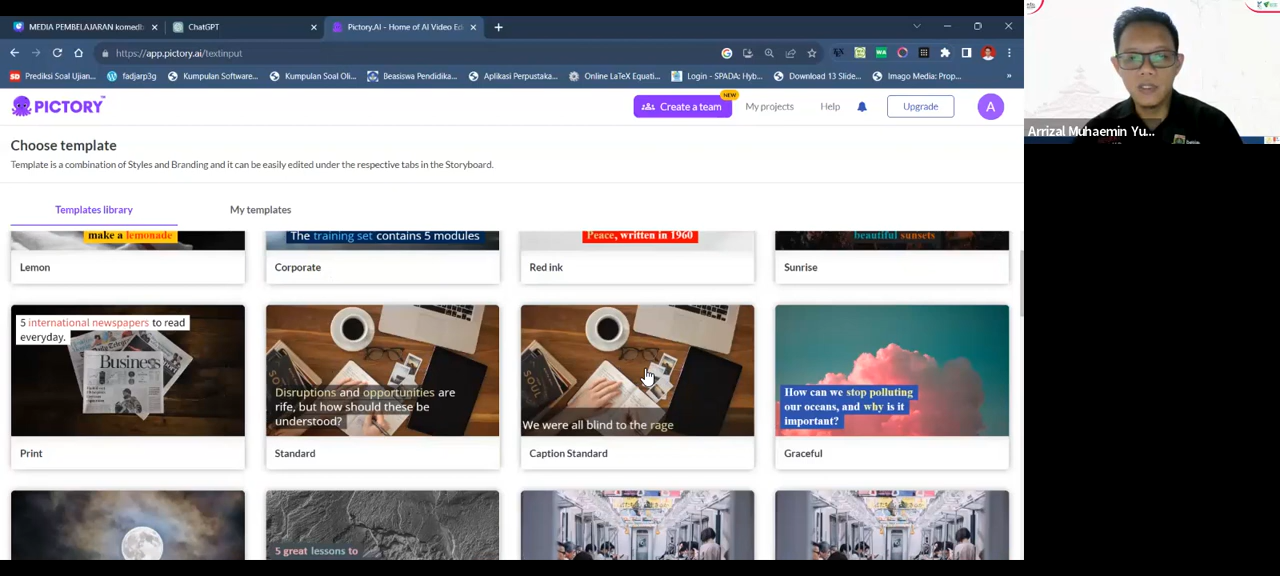 MEDIA PEMBELAJARAN komedi
ChatGPT
Pictory.AI - Home of AI Video Edi
https://app.pictory.ai/textinput
Prediksi Soal Ujian...
fadjarp3g
Kumpulan Software...
Kumpulan Soal Oli...
Beasiswa Pendidika...
Aplikasi Perpustaka...
Online LaTeX Equati...
Login - SPADA: Hyb...
Download 13 Slide...
Imago Media: Prop...
»
PICTORY
NEW
Create a team
My projects
Help
Upgrade
A
Arrizal Muhaemin Yu...
Choose template
Template is a combination of Styles and Branding and it can be easily edited under the respective tabs in the Storyboard.
Templates library
My templates
make a lemonade
The training set contains 5 modules
Peace, written in 1960
beautiful sunsets
Lemon
Corporate
Red ink
Sunrise
5 international newspapers to read
everyday.
Business
Disruptions and opportunities are
rife, but how should these be
understood?
We were all blind to the rage
How can we stop polluting
our oceans, and why is it
important?
Print
Standard
Caption Standard
Graceful
5 great lessons to